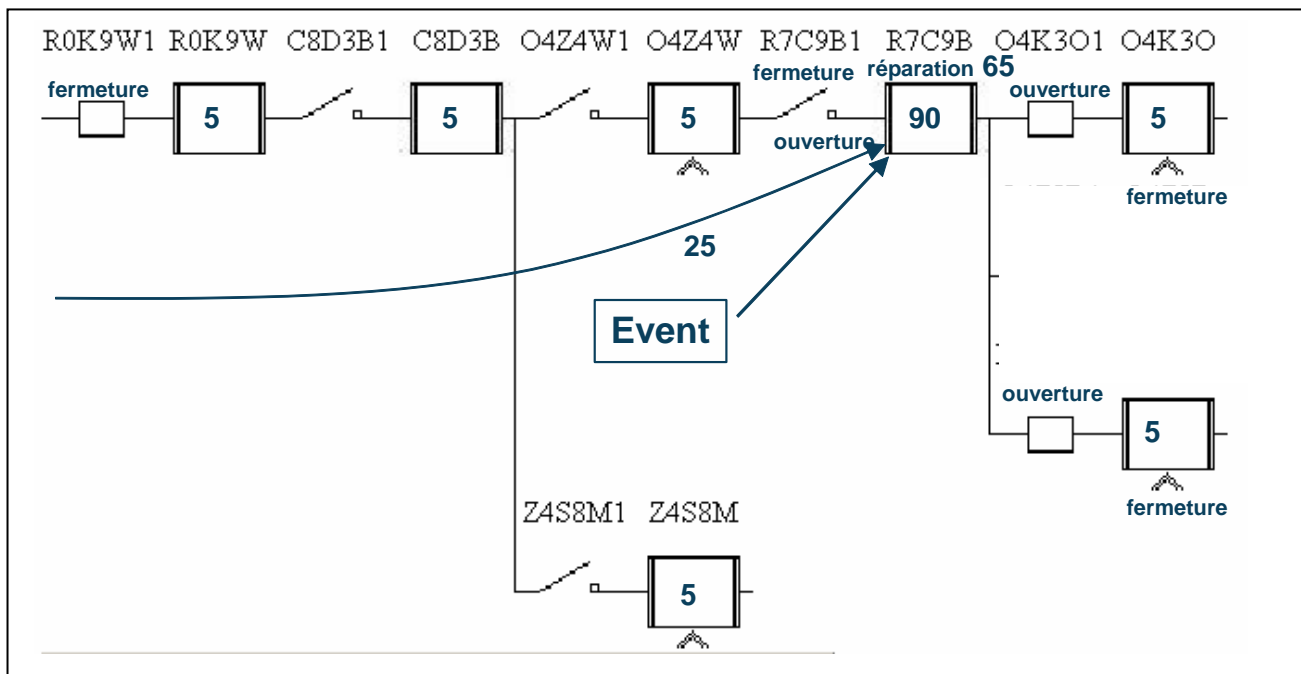 R0K9W1 R0K9W C8D3B1 C8D3B O4Z4W1 O4Z4W R7C9B1 R7C9B O4K3O1 O4K3O
fermeture fermeture réparation 65 ouverture
5 5 5 90 5
ouverture
fermeture
25
Event
ouverture
5
fermeture
Z4S8M1 Z4S8M
5